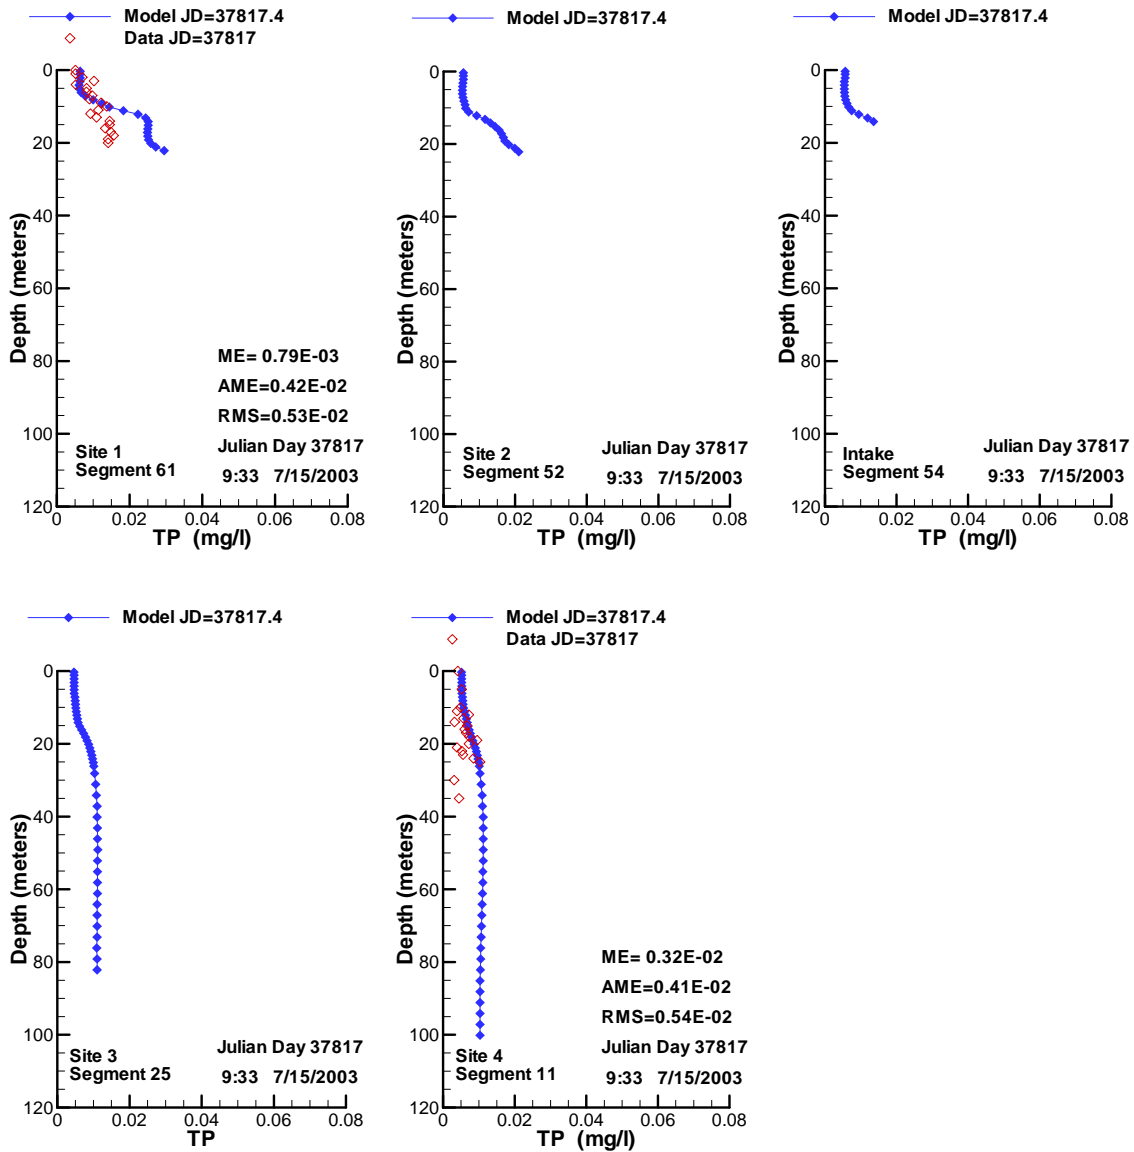 Model JD=37817.4
Data JD=37817
0
20
40
60
80
100
120
Depth (meters)
ME= 0.79E-03
AME=0.42E-02
RMS=0.53E-02
Site 1
Segment 61
Julian Day 37817
9:33 7/15/2003
0 0.02 0.04 0.06 0.08
TP (mg/l)
Model JD=37817.4
0
20
40
60
80
100
120
Depth (meters)
Site 2
Segment 52
Julian Day 37817
9:33 7/15/2003
0 0.02 0.04 0.06 0.08
TP (mg/l)
Model JD=37817.4
0
20
40
60
80
100
120
Depth (meters)
Intake
Segment 54
Julian Day 37817
9:33 7/15/2003
0 0.02 0.04 0.06 0.08
TP (mg/l)
Model JD=37817.4
0
20
40
60
80
100
120
Depth (meters)
Site 3
Segment 25
Julian Day 37817
9:33 7/15/2003
0 0.02 0.04 0.06 0.08
TP
Model JD=37817.4
Data JD=37817
0
20
40
60
80
100
120
Depth (meters)
ME= 0.32E-02
AME=0.41E-02
RMS=0.54E-02
Site 4
Segment 11
Julian Day 37817
9:33 7/15/2003
0 0.02 0.04 0.06 0.08
TP (mg/l)